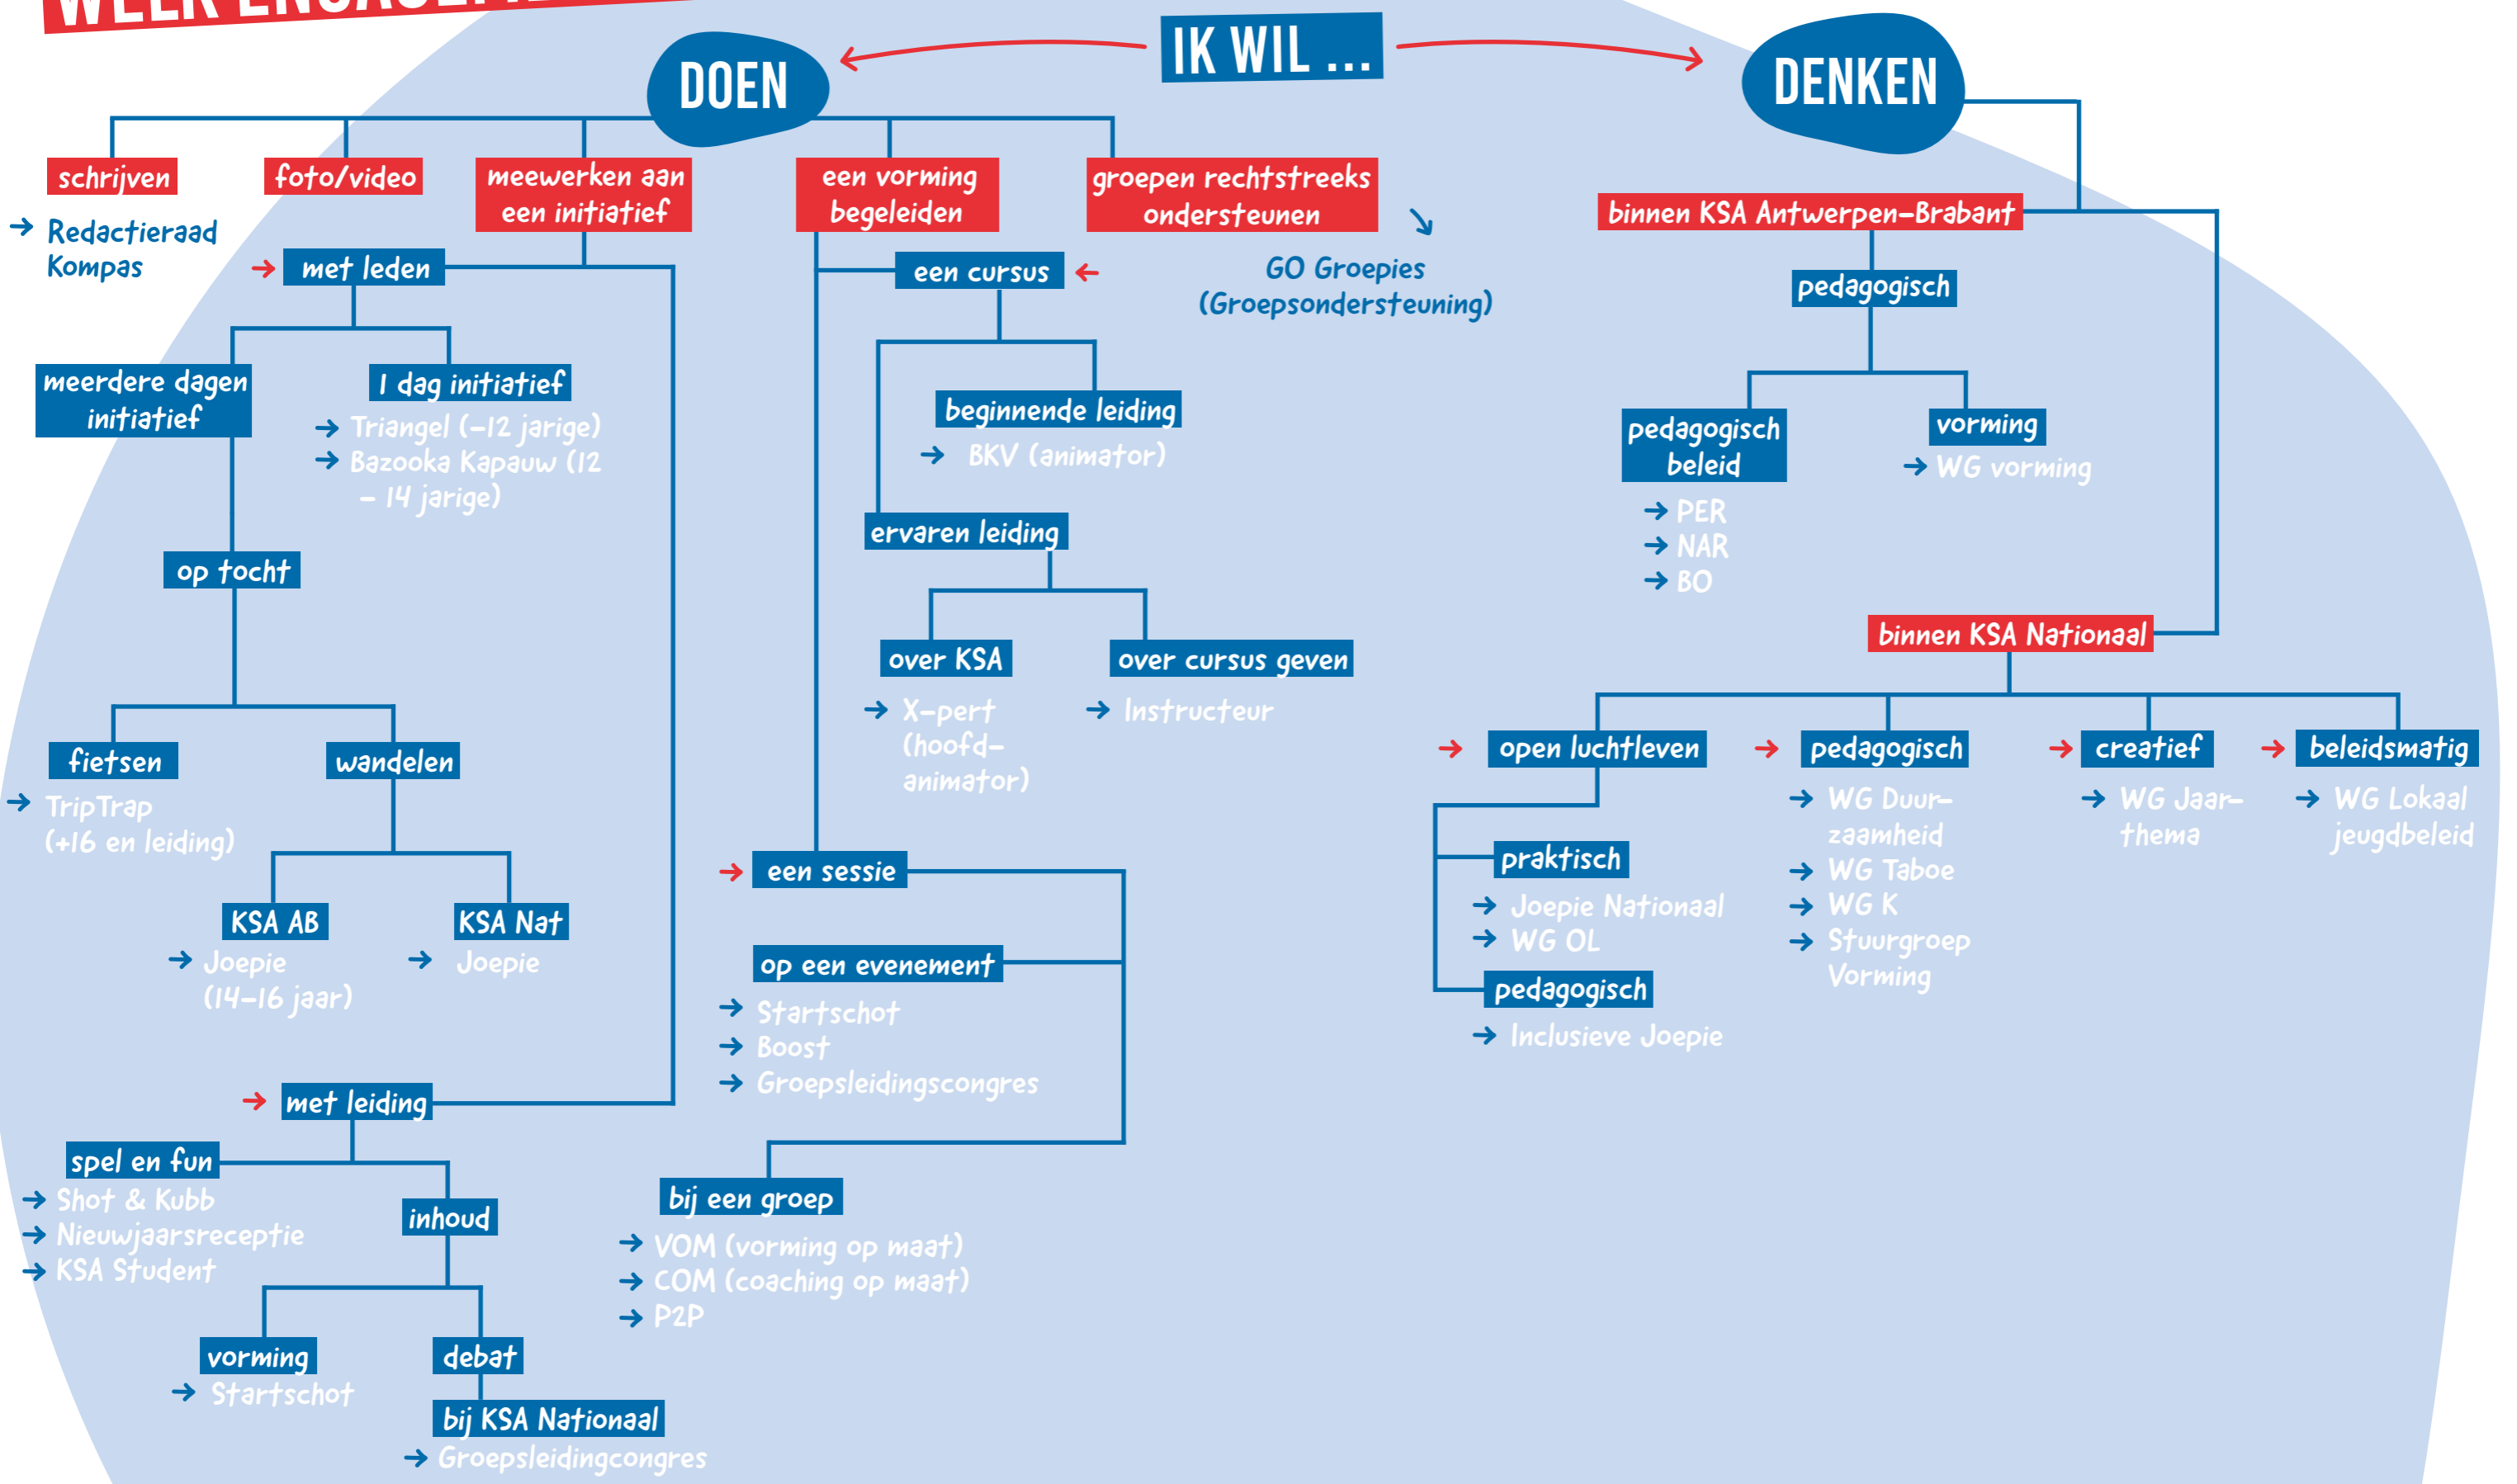 IK WIL ...
DOEN
DENKEN
schrijven
Redactieraad
Kompas
foto/video
meewerken aan
een initiatief
met leden
meerdere dagen
initiatief
1 dag initiatief
Triangel (-12 jarige)
Bazooka Kapauw (12
- 14 jarige)
op tocht
fietsen
TripTrap
(+16 en leiding)
wandelen
KSA AB
Joepie
(14-16 jaar)
KSA Nat
Joepie
met leiding
spel en fun
Shot & Kubb
Nieuwjaarsreceptie
KSA Student
inhoud
vorming
Startschot
debat
bij KSA Nationaal
Groepsleidingcongres
een vorming
begeleiden
een cursus
beginnende leiding
BKV (animator)
ervaren leiding
over KSA
X-pert
(hoofd-
animator)
over cursus geven
Instructeur
een sessie
op een evenement
Startschot
Boost
Groepsleidingscongres
bij een groep
VOM (vorming op maat)
COM (coaching op maat)
P2P
groepen rechtstreeks
ondersteunen
GO Groepies
(Groepsondersteuning)
binnen KSA Antwerpen-Brabant
pedagogisch
pedagogisch
beleid
PER
NAR
BO
vorming
WG vorming
binnen KSA Nationaal
open luchtleven
praktisch
Joepie Nationaal
WG OL
pedagogisch
Inclusieve Joepie
pedagogisch
WG Duur-
zaamheid
WG Taboe
WG K
Stuurgroep
Vorming
creatief
WG Jaar-
thema
beleidsmatig
WG Lokaal
jeugdbeleid